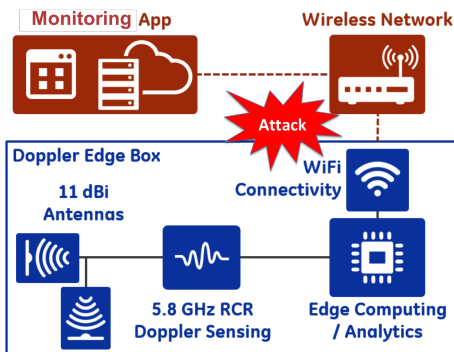 Monitoring App
Wireless Network
Attack
Doppler Edge Box
WiFi
Connectivity
11 dBi
Antennas
5.8 GHz RCR
Doppler Sensing
Edge Computing
/ Analytics